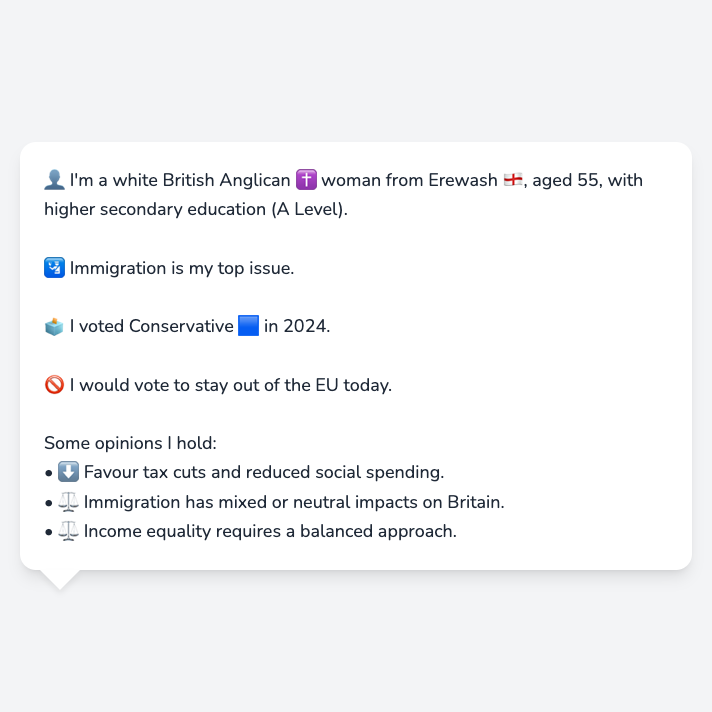 👤 I'm a white British Anglican ✝️ woman from Erewash 🏴󠁧󠁢󠁥󠁮󠁧󠁿, aged 55, with
higher secondary education (A Level).
🛂 Immigration is my top issue.
🗳️ I voted Conservative 🟦 in 2024.
🚫 I would vote to stay out of the EU today.
Some opinions I hold:
• ⬇️ Favour tax cuts and reduced social spending.
• ⚖️ Immigration has mixed or neutral impacts on Britain.
• ⚖️ Income equality requires a balanced approach.